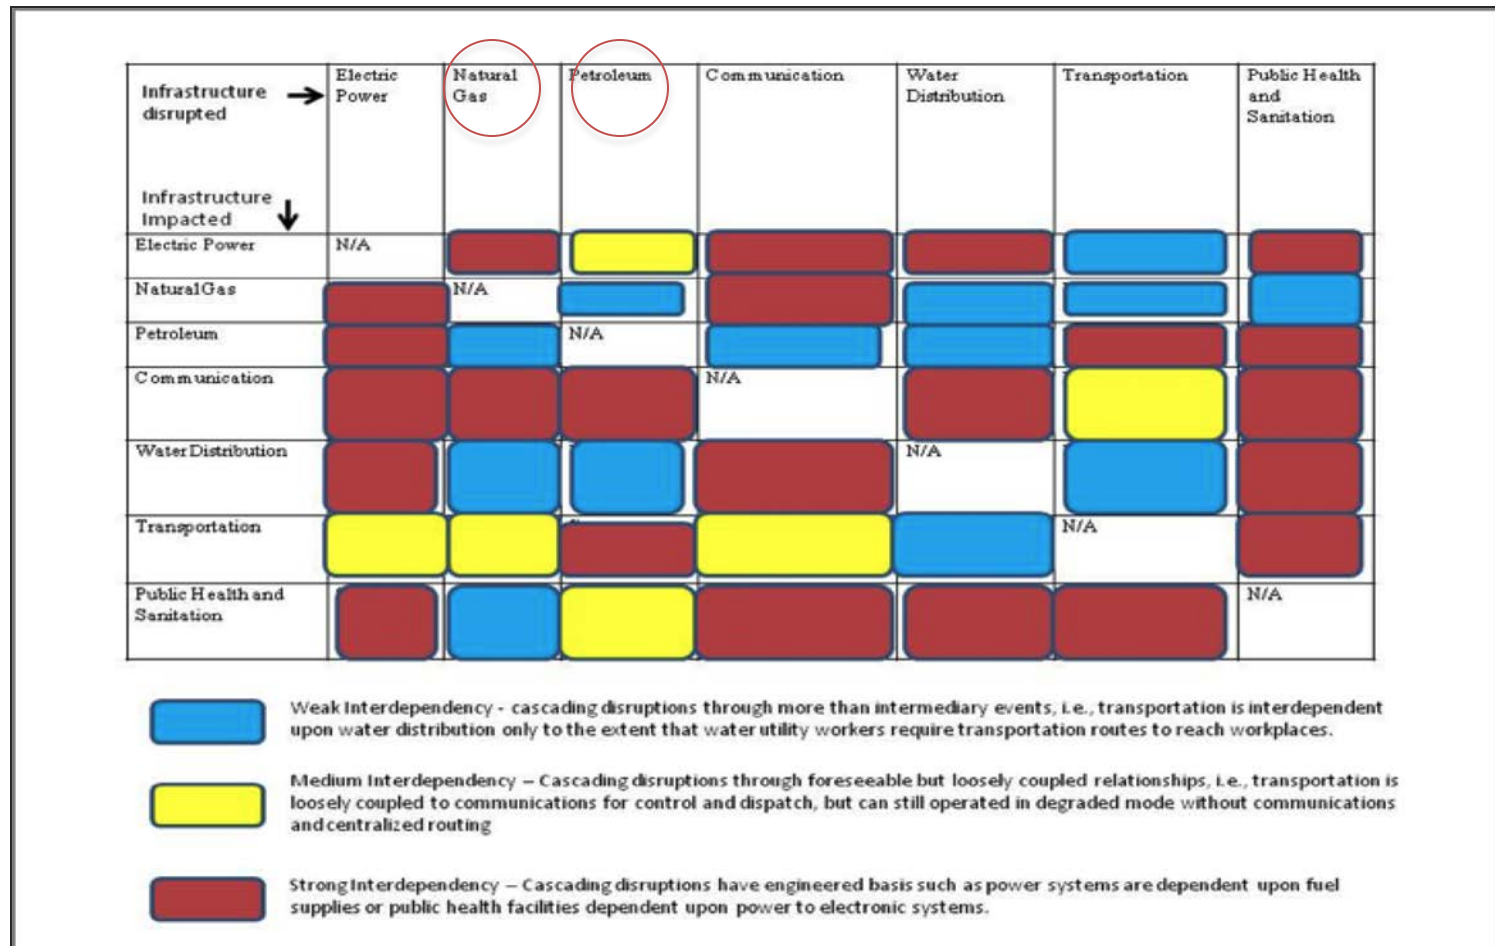 Infrastructure
disrupted
Infrastructure
Impacted
Electric
Power
Natural
Gas
Petroleum
Communication
Water
Distribution
Transportation
Public Health
and
Sanitation
Electric Power
N/A
Natural Gas
N/A
Petroleum
N/A
Communication
N/A
Water Distribution
N/A
Transportation
N/A
Public Health and
Sanitation
N/A
Weak Interdependency - cascading disruptions through more than intermediary events, i.e., transportation is interdependent
upon water distribution only to the extent that water utility workers require transportation routes to reach workplaces.
Medium Interdependency – Cascading disruptions through foreseeable but loosely coupled relationships, i.e., transportation is
loosely coupled to communications for control and dispatch, but can still operated in degraded mode without communications
and centralized routing
Strong Interdependency – Cascading disruptions have engineered basis such as power systems are dependent upon fuel
supplies or public health facilities dependent upon power to electronic systems.